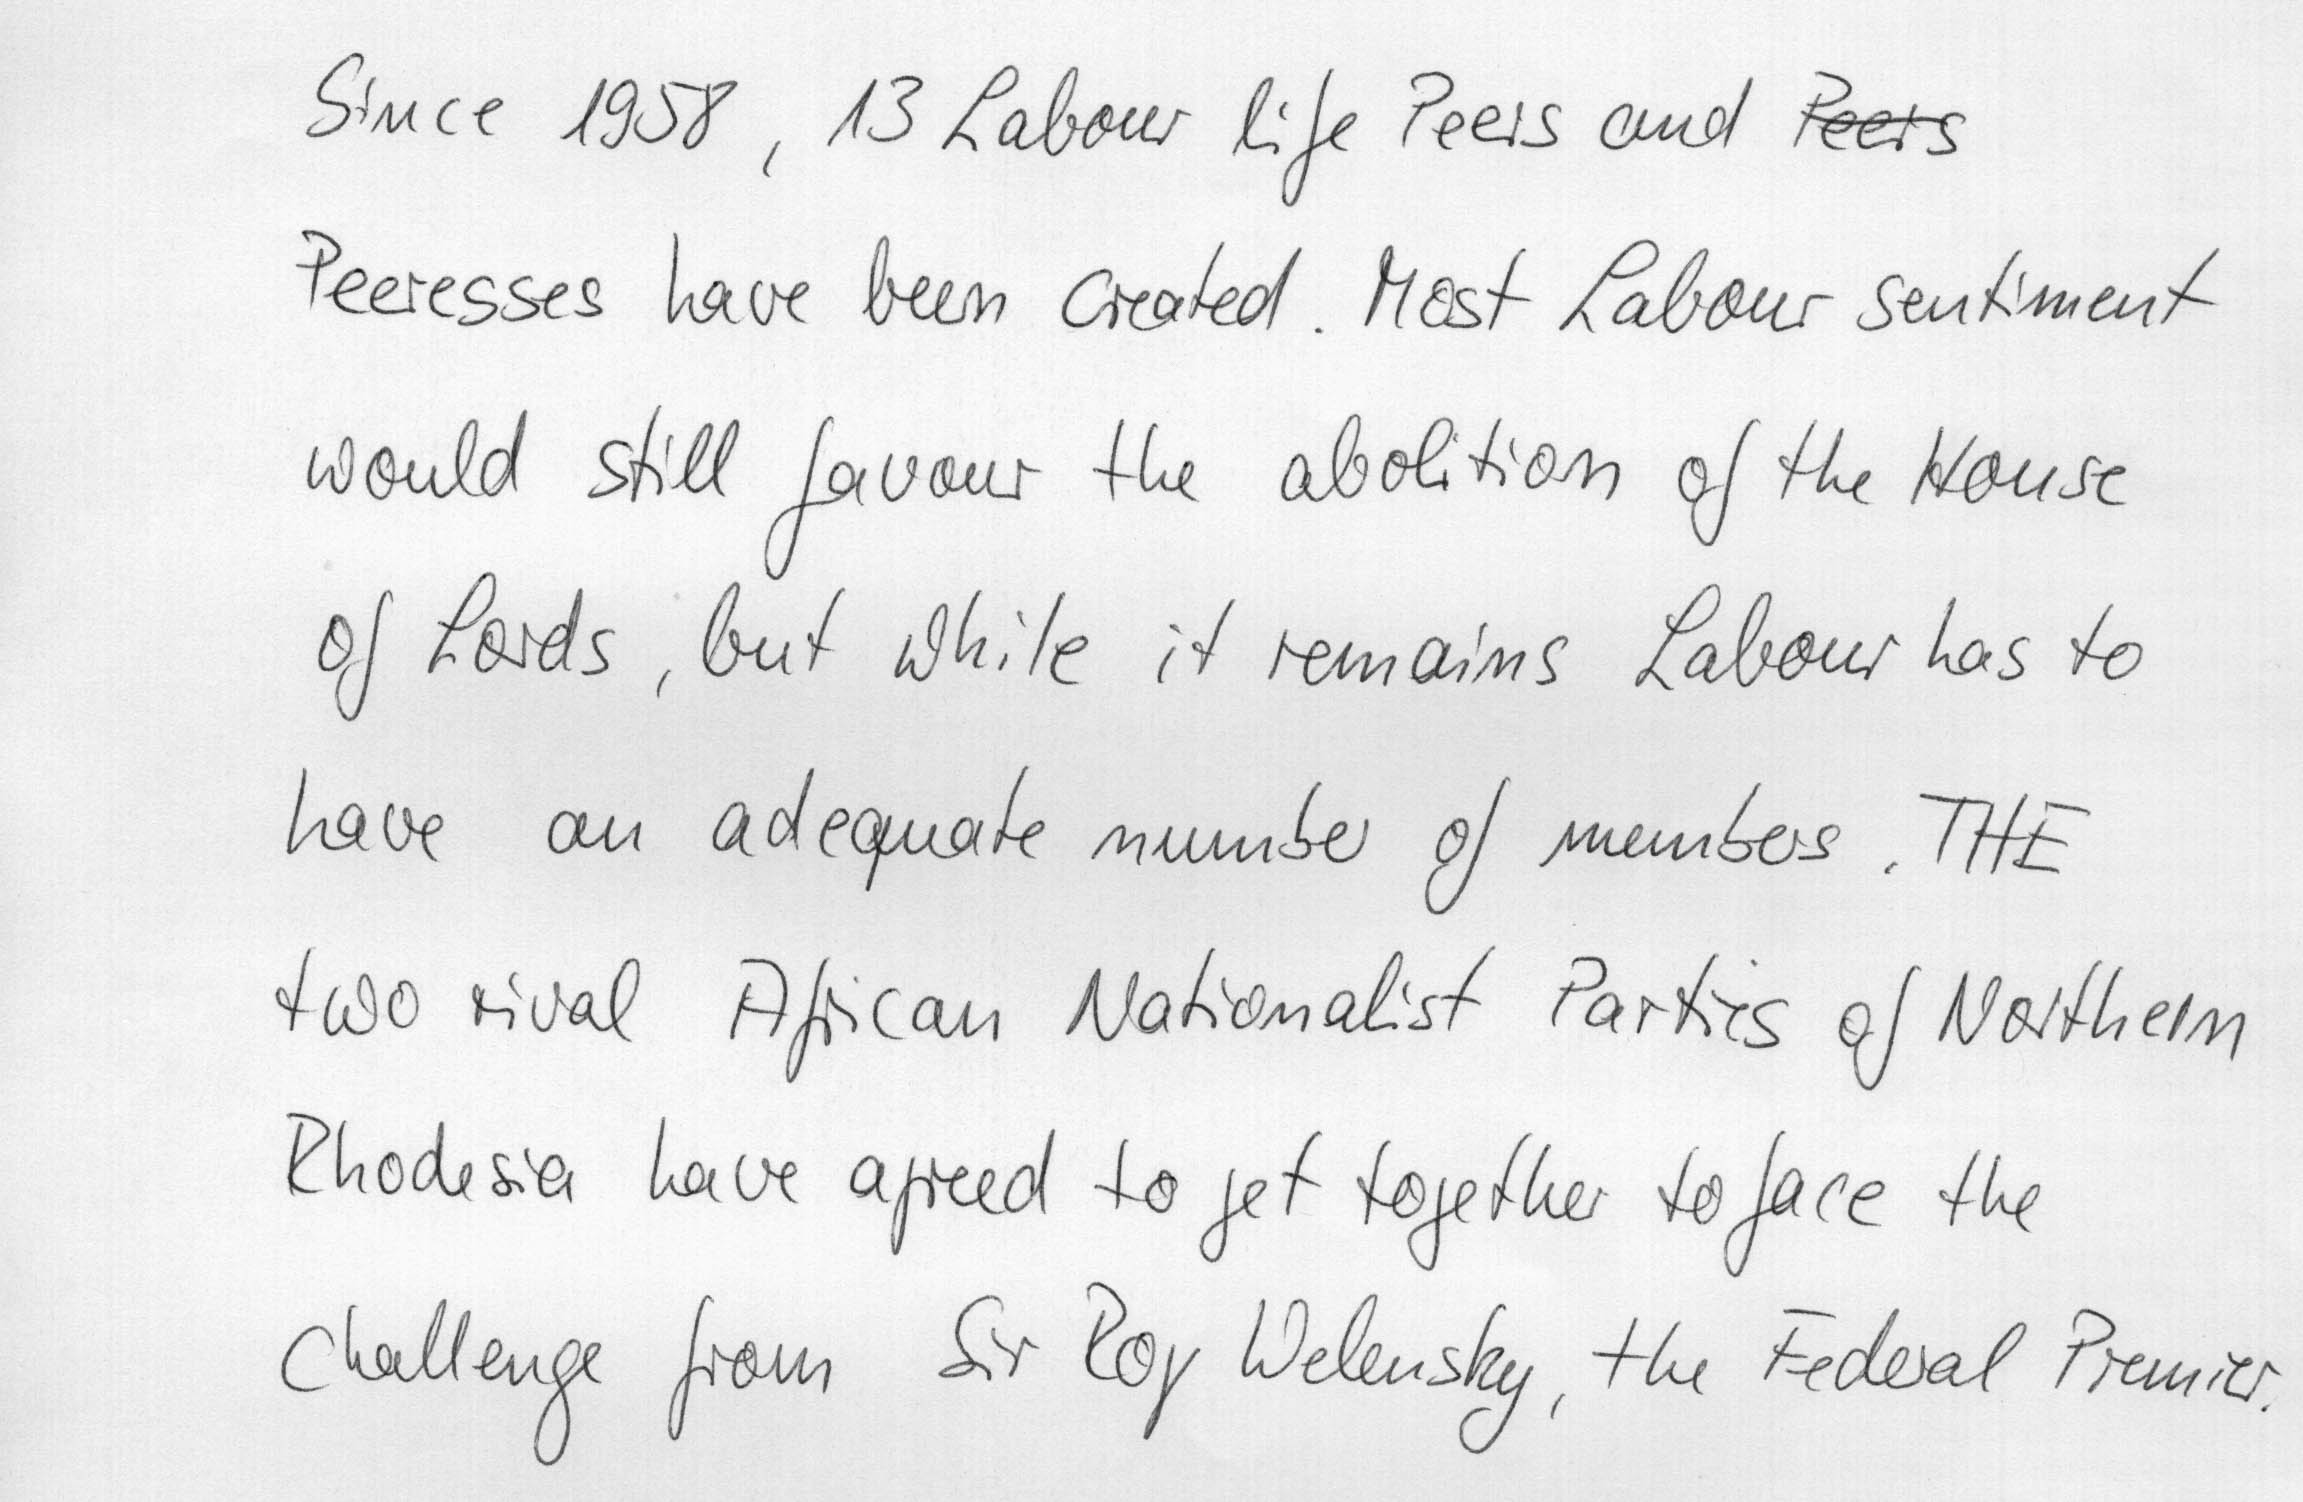 Since 1958, 13 Labour life Peers and Peers
Peeresses have been created. Most Labour sentiment
would still favour the abolition of the House
of Lords, but while it remains Labour has to
have an adequate number of members. THE
two rival African Nationalist Parties of Northern
Rhodesia have agreed to get together to face the
challenge from Sir Roy Welensky, the Federal Premier.